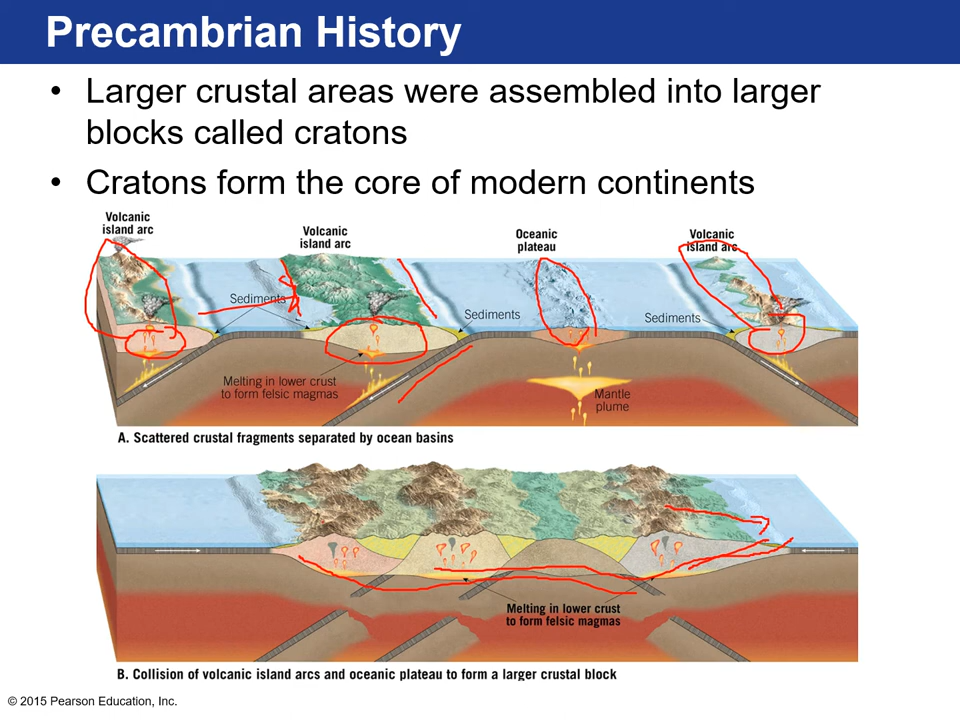 Precambrian History
• Larger crustal areas were assembled into larger
blocks called cratons
• Cratons form the core of modern continents
Volcanic
island arc
Volcanic
island arc
Oceanic
plateau
Volcanic
island arc
Sediments
Sediments
Sediments
Melting in lower crust
to form felsic magmas
Mantle
plume
A. Scattered crustal fragments separated by ocean basins
Melting in lower crust
to form felsic magmas
B. Collision of volcanic island arcs and oceanic plateau to form a larger crustal block
© 2015 Pearson Education, Inc.